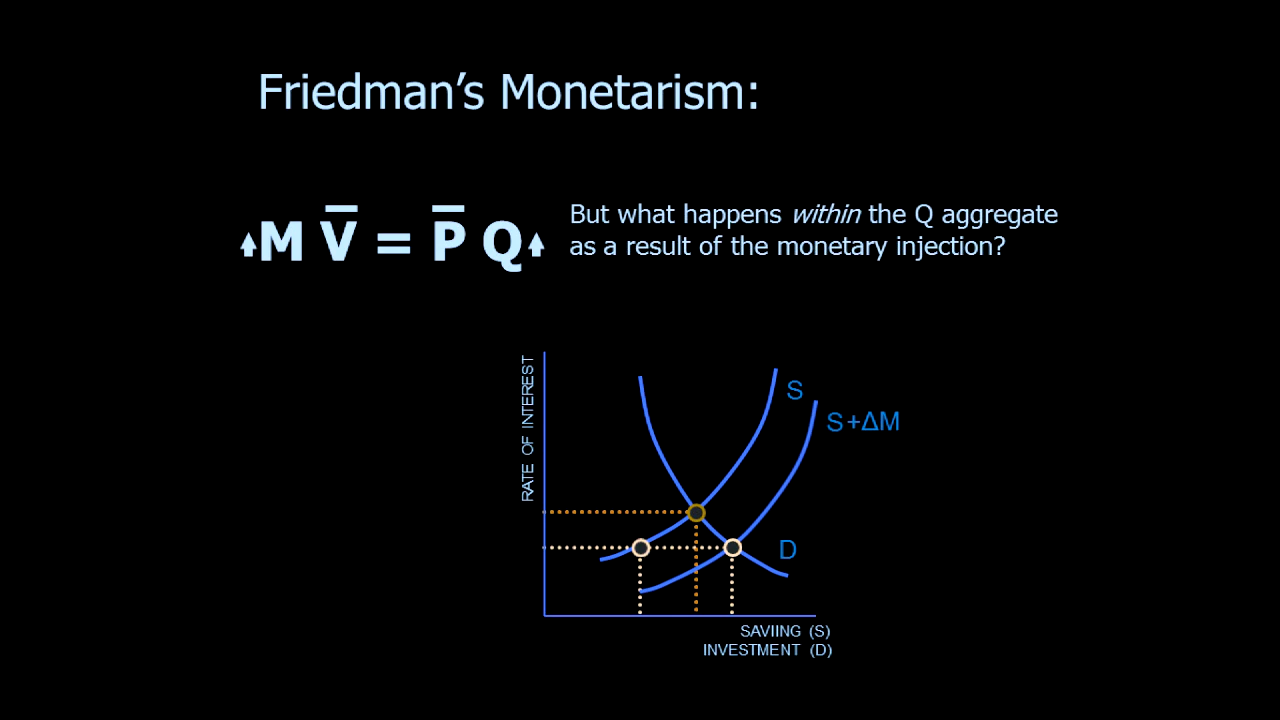 Friedman’s Monetarism:
M V̅ = P̅ Q
But what happens within the Q aggregate
as a result of the monetary injection?
RATE OF INTEREST
S
S+ΔM
D
SAVIING (S)
INVESTMENT (D)